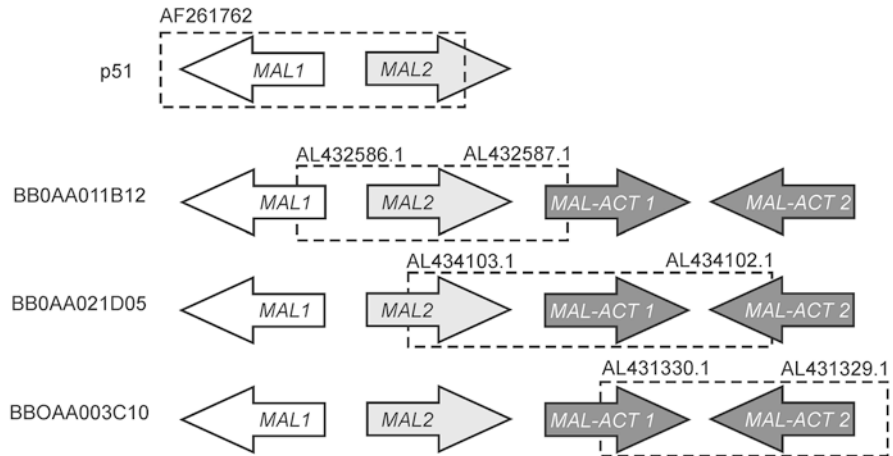 AF261762
p51
MAL1
MAL2
AL432586.1
AL432587.1
BB0AA011B12
MAL1
MAL2
MAL-ACT 1
MAL-ACT 2
AL434103.1
AL434102.1
BB0AA021D05
MAL1
MAL2
MAL-ACT 1
MAL-ACT 2
AL431330.1
AL431329.1
BBOAA003C10
MAL1
MAL2
MAL-ACT 1
MAL-ACT 2